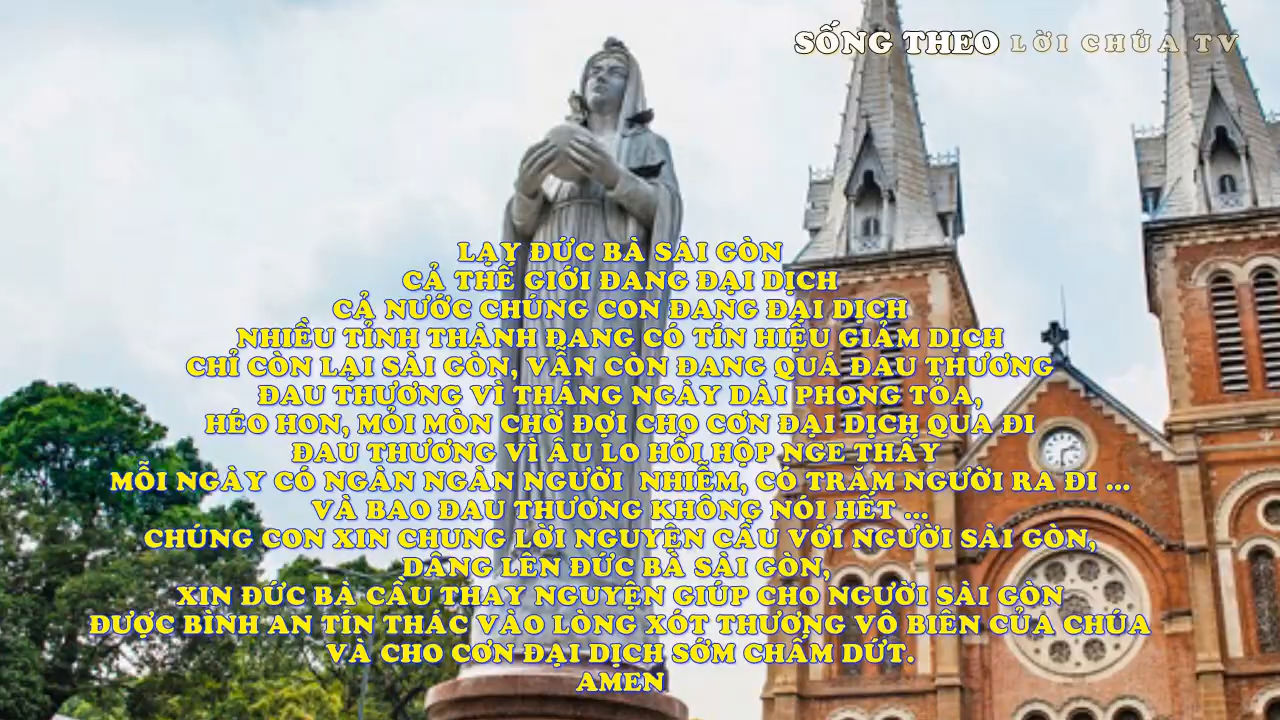 SỐNG THEO LỜI CHÚA TV
LẠY ĐỨC BÀ SÀI GÒN
CẢ THẾ GIỚI ĐANG ĐẠI DỊCH
CẢ NƯỚC CHÚNG CON ĐANG ĐẠI DỊCH
NHIỀU TỈNH THÀNH ĐANG CÓ TÍN HIỆU GIẢM DỊCH
CHỈ CÒN LẠI SÀI GÒN, VẪN CÒN ĐANG QUÁ ĐAU THƯƠNG
ĐAU THƯƠNG VÌ THÁNG NGÀY DÀI PHONG TỎA,
HÉO HON, MỎI MÒN CHỜ ĐỢI CHO CƠN ĐẠI DỊCH QUA ĐI
ĐAU THƯƠNG VÌ ÂU LO HỒI HỘP NGE THẤY
MỖI NGÀY CÓ NGÀN NGÀN NGƯỜI NHIỄM, CÓ TRĂM NGƯỜI RA ĐI ...
VÀ BAO ĐAU THƯƠNG KHÔNG NÓI HẾT ...
CHÚNG CON XIN CHUNG LỜI NGUYỆN CẦU VỚI NGƯỜI SÀI GÒN,
DÂNG LÊN ĐỨC BÀ SÀI GÒN,
XIN ĐỨC BÀ CẦU THAY NGUYỆN GIÚP CHO NGƯỜI SÀI GÒN
ĐƯỢC BÌNH AN TÍN THÁC VÀO LÒNG XÓT THƯƠNG VÔ BIÊN CỦA CHÚA
VÀ CHO CƠN ĐẠI DỊCH SỚM CHẤM DỨT.
AMEN